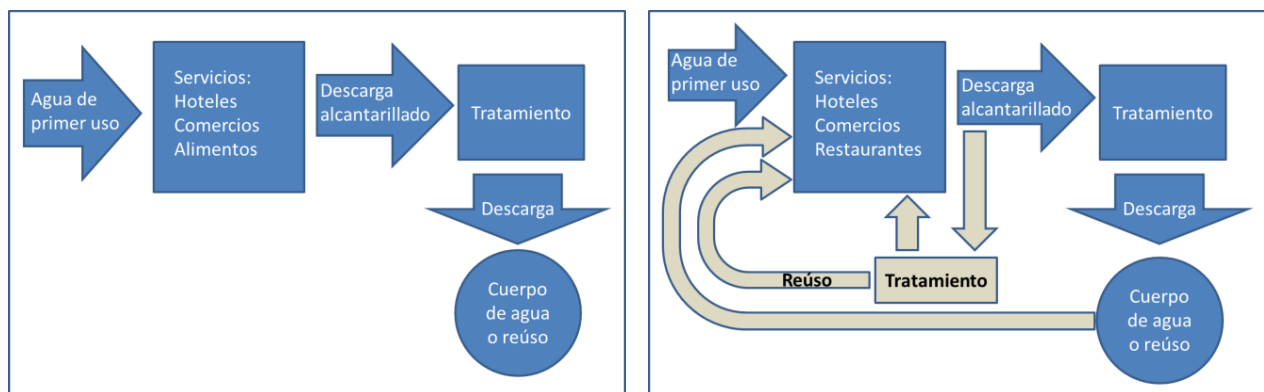 Agua de
primer uso
Servicios:
Hoteles
Comercios
Alimentos
Descarga
alcantarillado
Tratamiento
Descarga
Cuerpo
de agua
o reúso
Agua de
primer uso
Servicios:
Hoteles
Comercios
Restaurantes
Descarga
alcantarillado
Tratamiento
Descarga
Reúso
Tratamiento
Cuerpo
de agua
o reúso